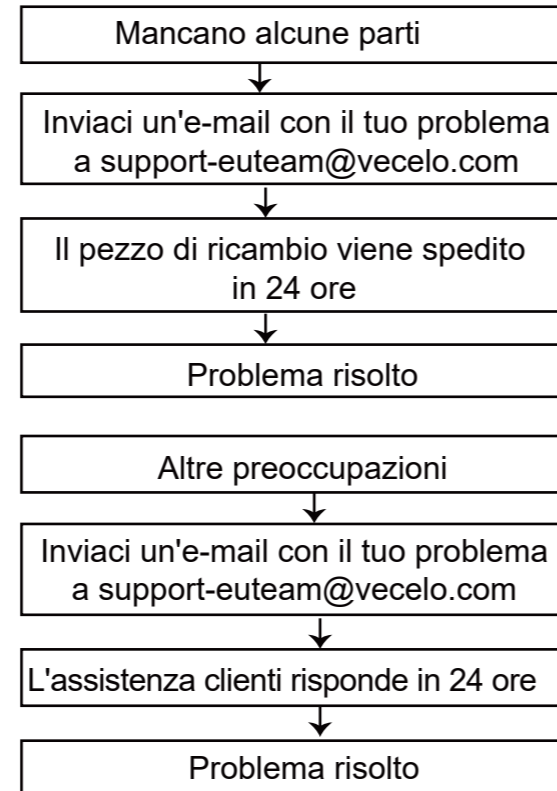 Mancano alcune parti
Inviaci un'e-mail con il tuo problema
a support-euteam@vecelo.com
Il pezzo di ricambio viene spedito
in 24 ore
Problema risolto
Altre preoccupazioni
Inviaci un'e-mail con il tuo problema
a support-euteam@vecelo.com
L'assistenza clienti risponde in 24 ore
Problema risolto